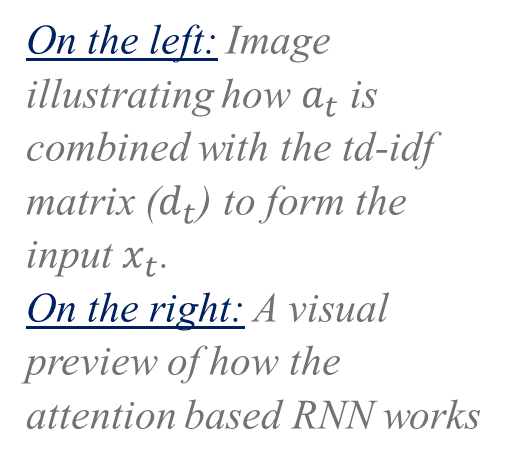 On the left: Image
illustrating how aₜ is
combined with the td-idf
matrix (dₜ) to form the
input xₜ.
On the right: A visual
preview of how the
attention based RNN works